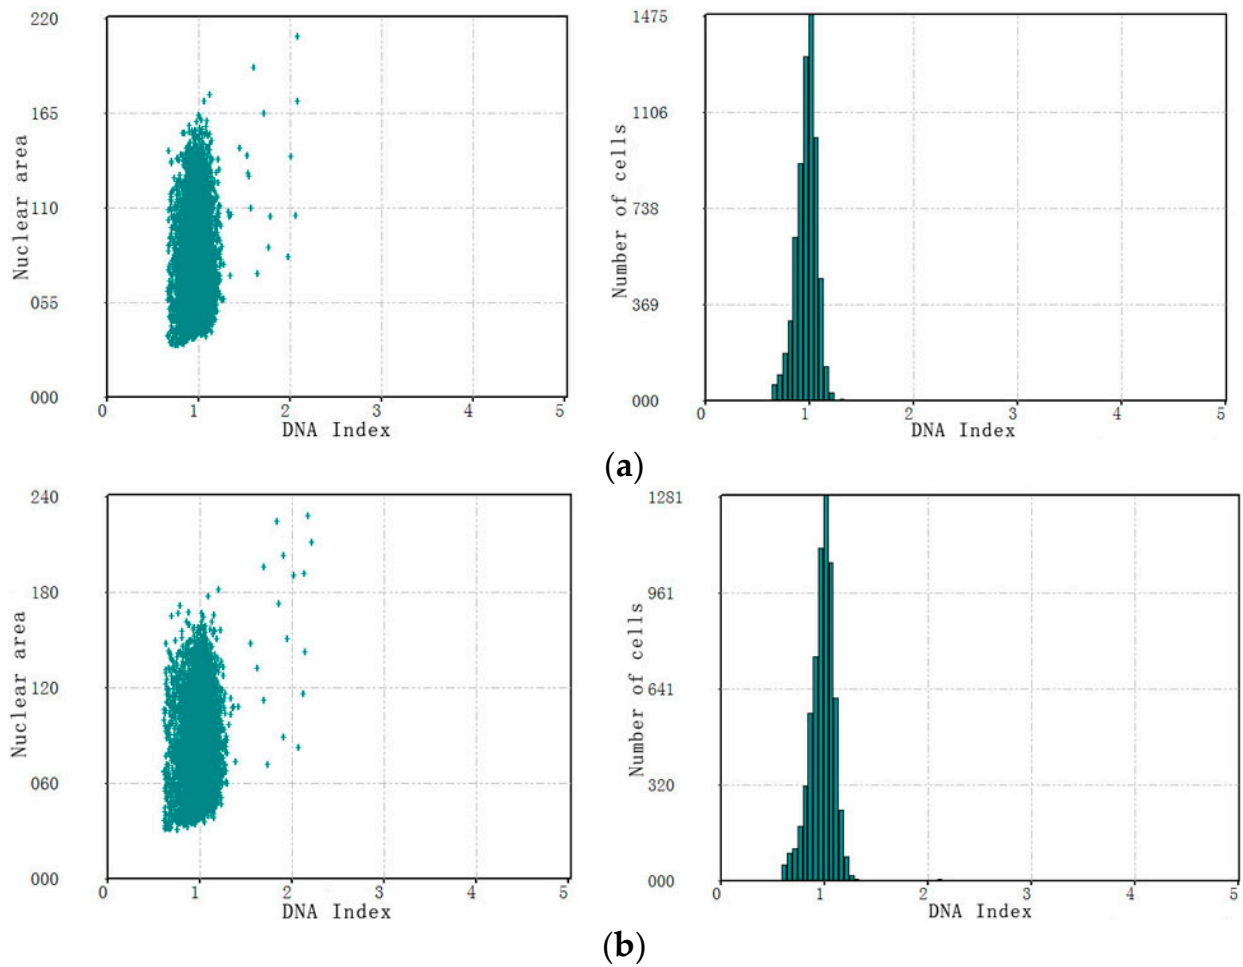 220
165
110
055
000
Nuclear area
0 1 2 3 4 5
DNA Index
1475
1106
738
369
000
Number of cells
0 1 2 3 4 5
DNA Index
(a)
240
180
120
060
000
Nuclear area
0 1 2 3 4 5
DNA Index
1281
961
641
320
000
Number of cells
0 1 2 3 4 5
DNA Index
(b)